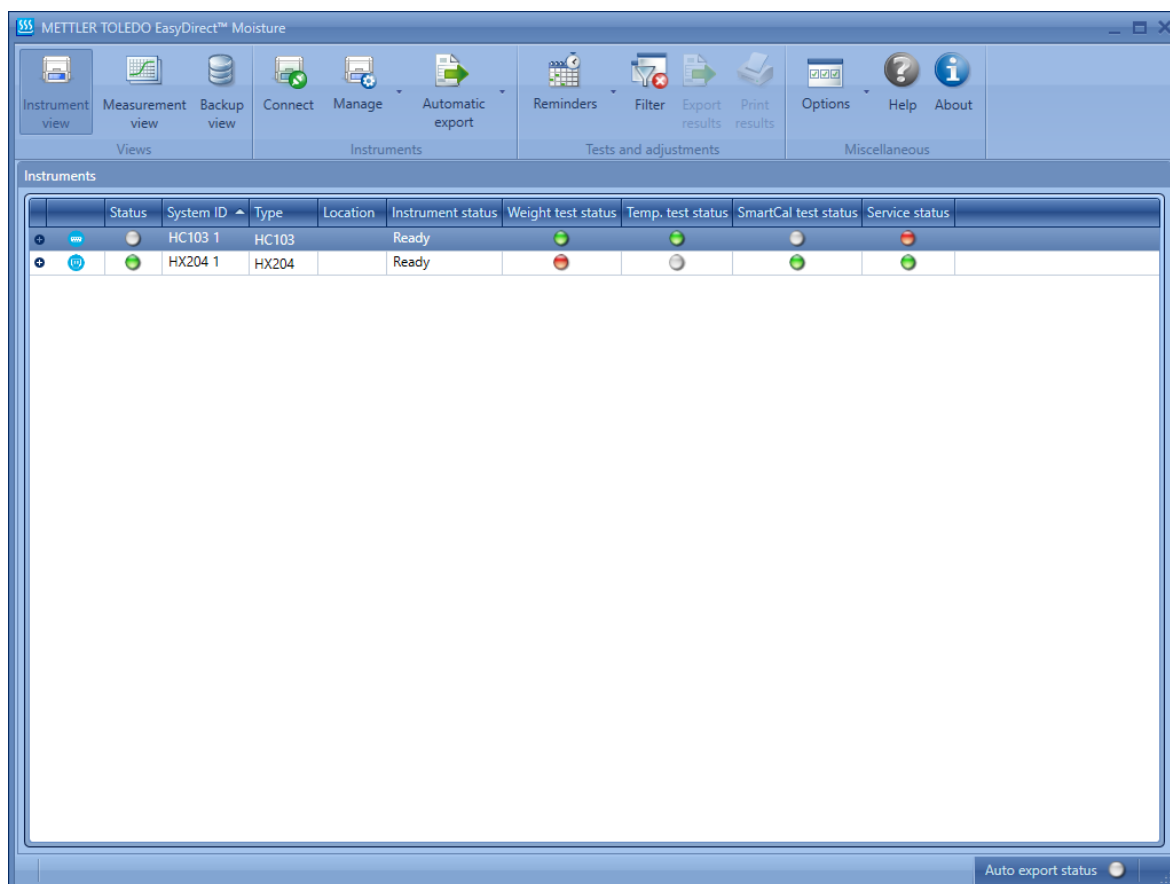 METTLER TOLEDO EasyDirect™ Moisture
Instrument view
Measurement view
Backup view
Connect
Manage
Automatic export
Reminders
Filter
Export results
Print results
Options
Help
About
Views
Instruments
Tests and adjustments
Miscellaneous
Instruments
Status System ID Type Location Instrument status Weight test status Temp. test status SmartCal test status Service status
HC103 1 HC103 Ready
HX204 1 HX204 Ready
Auto export status